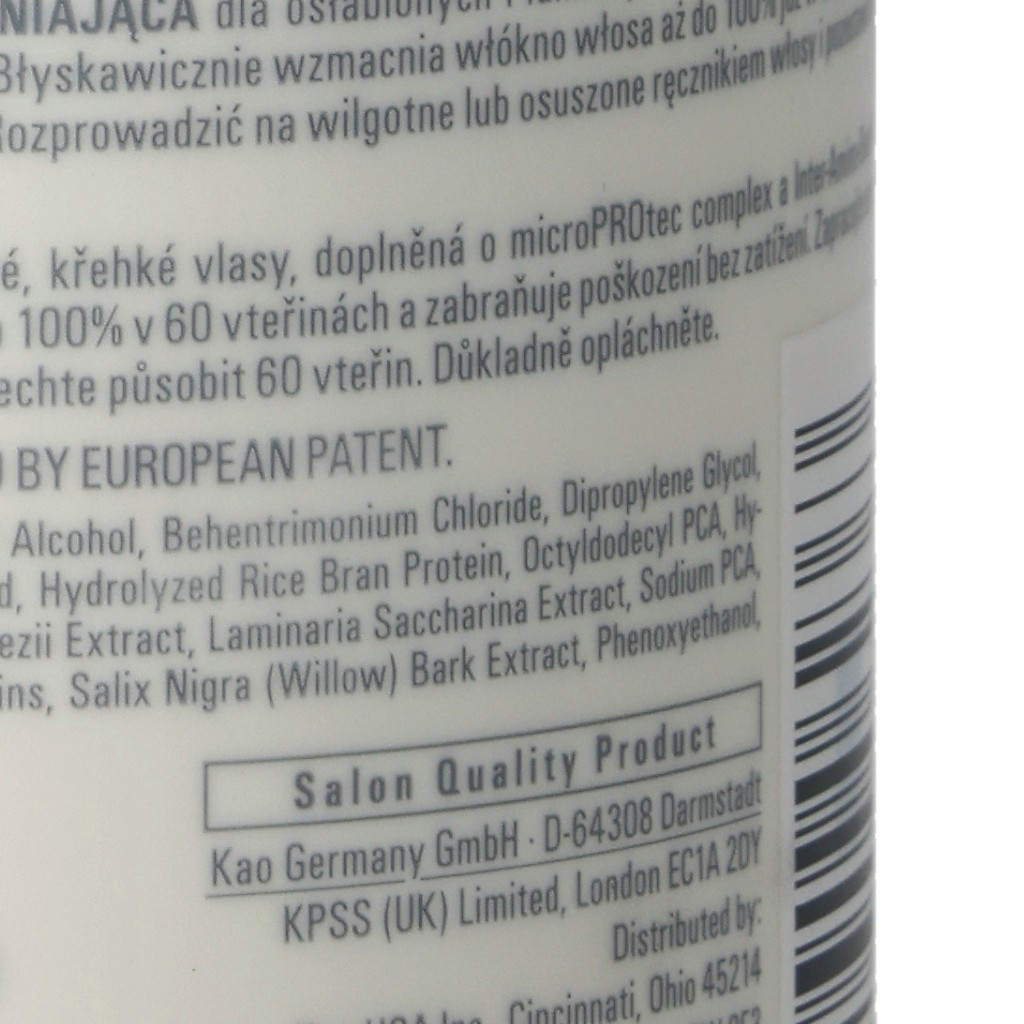 dla osłabionych i
Błyskawicznie wzmacnia włókno włosa aż do 100% już
Rozprowadzić na wilgotne lub osuszone ręcznikiem włosy i
é, křehké vlasy, doplněná o microPROtec complex a
100% v 60 vteřinách a zabraňuje poškození bez zatížení.
echte působit 60 vteřin. Důkladně opláchněte.
BY EUROPEAN PATENT.
Alcohol, Behentrimonium Chloride, Dipropylene Glycol,
d, Hydrolyzed Rice Bran Protein, Octyldodecyl PCA, Hy-
ezii Extract, Laminaria Saccharina Extract, Sodium PCA,
ins, Salix Nigra (Willow) Bark Extract, Phenoxyethanol,
Salon Quality Product
Kao Germany GmbH · D-64308 Darmstadt
KPSS (UK) Limited, London EC1A 2DY
Distributed by:
Cincinnati, Ohio 45214